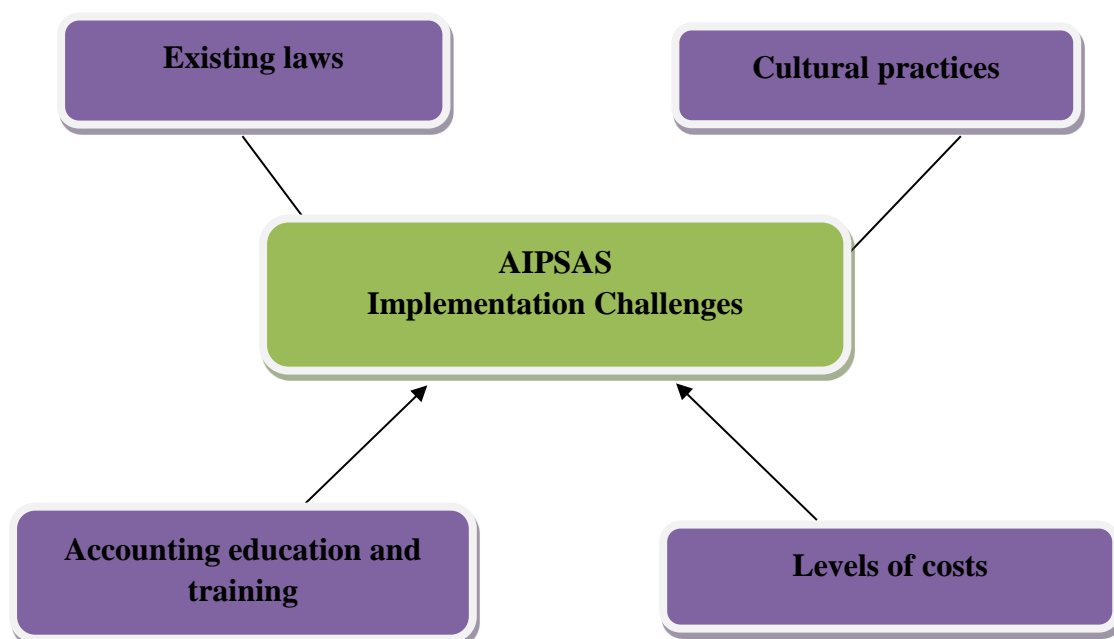 Existing laws
Cultural practices
AIPSAS
Implementation Challenges
Accounting education and
training
Levels of costs